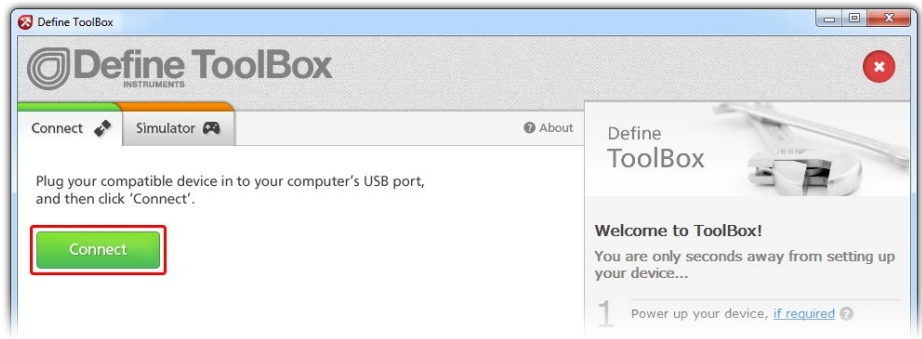 Define ToolBox
Define ToolBox
INSTRUMENTS
Connect
Simulator
? About
Plug your compatible device in to your computer's USB port,
and then click 'Connect'.
Connect
Define
ToolBox
Welcome to ToolBox!
You are only seconds away from setting up
your device...
1 Power up your device, if required ?